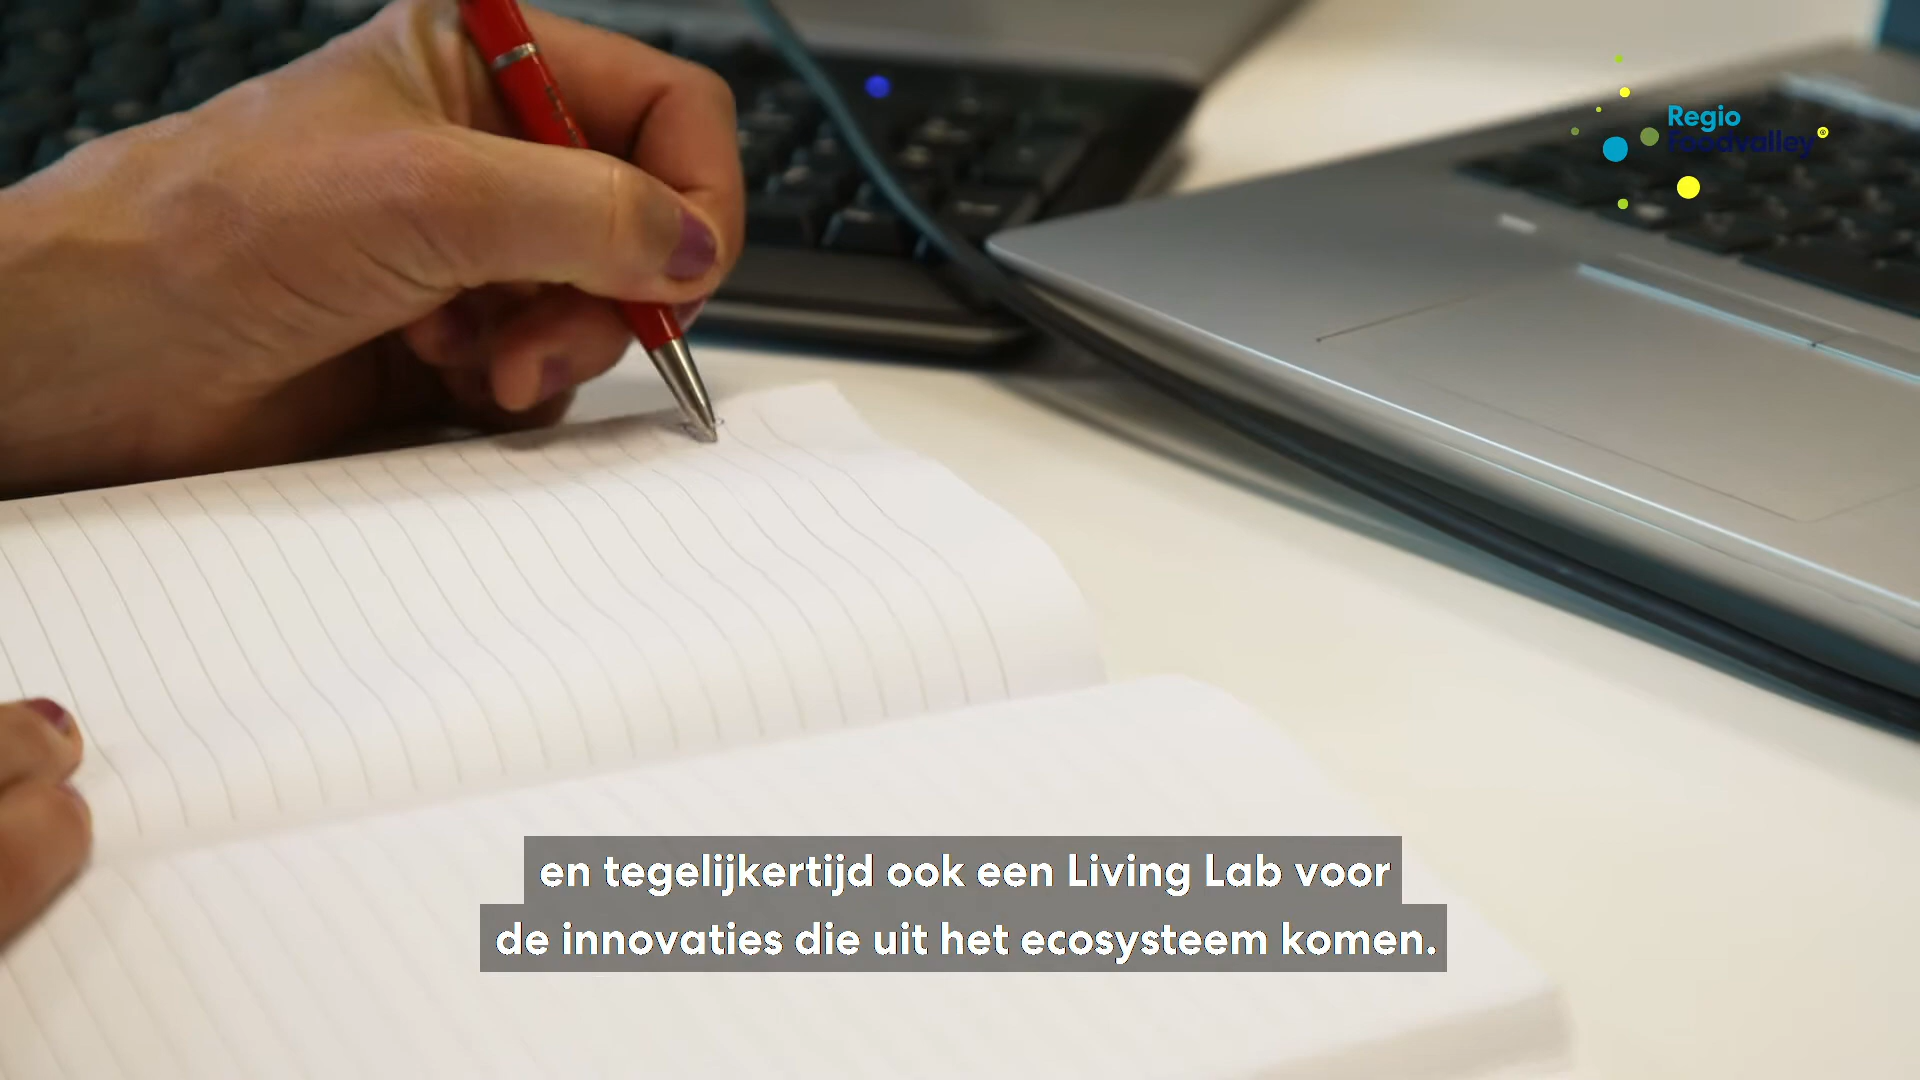 Regio
Foodvalley®
en tegelijkertijd ook een Living Lab voor
de innovaties die uit het ecosysteem komen.